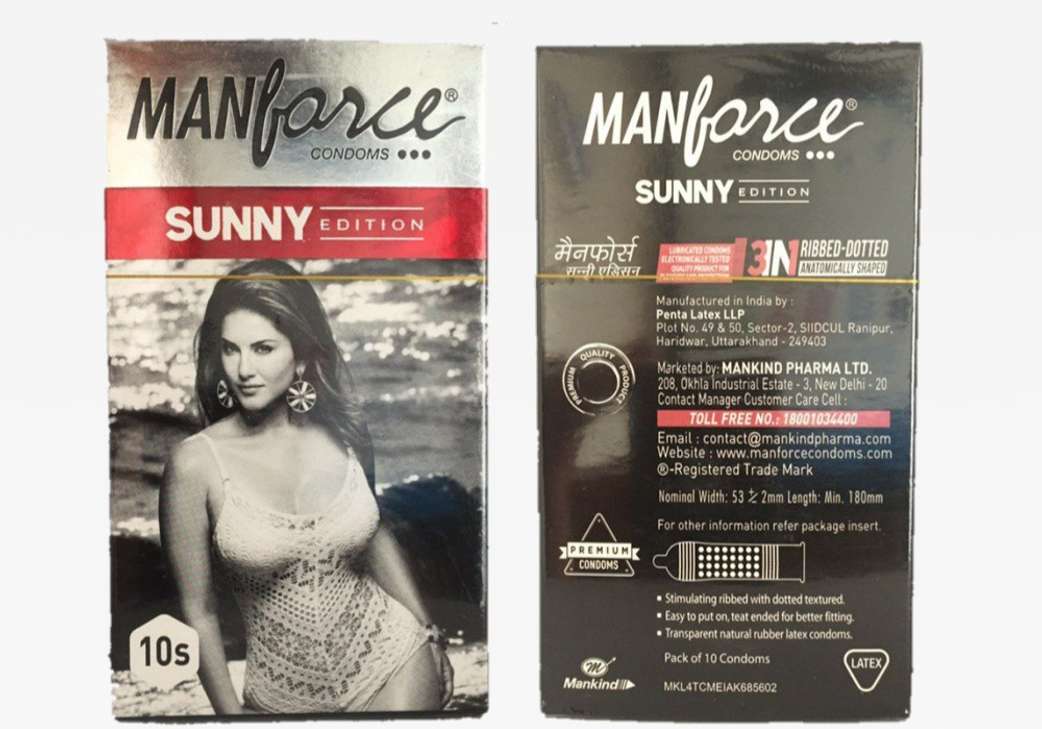 MANforce®
CONDOMS
SUNNY EDITION
10s
MANforce®
CONDOMS
SUNNY EDITION
मैनफोर्स
सन्नी एडिसन
LUBRICATED CONDOMS
ELECTRONICALLY TESTED
QUALITY PRODUCT FOR
3IN1
RIBBED-DOTTED
ANATOMICALLY SHAPED
Manufactured in India by :
Penta Latex LLP
Plot No. 49 & 50, Sector-2, SIIDCUL Ranipur,
Haridwar, Uttarakhand - 249403
PREMIUM QUALITY PRODUCT
Marketed by: MANKIND PHARMA LTD.
208, Okhla Industrial Estate - 3, New Delhi - 20
Contact Manager Customer Care Cell :
TOLL FREE NO.: 18001034400
Email : contact@mankindpharma.com
Website : www.manforcecondoms.com
®-Registered Trade Mark
Nominal Width: 53 ± 2mm Length: Min. 180mm
For other information refer package insert.
PREMIUM
CONDOMS
▪ Stimulating ribbed with dotted textured.
▪ Easy to put on, teat ended for better fitting.
▪ Transparent natural rubber latex condoms.
Pack of 10 Condoms
LATEX
Mankind
MKL4TCMEIAK685602